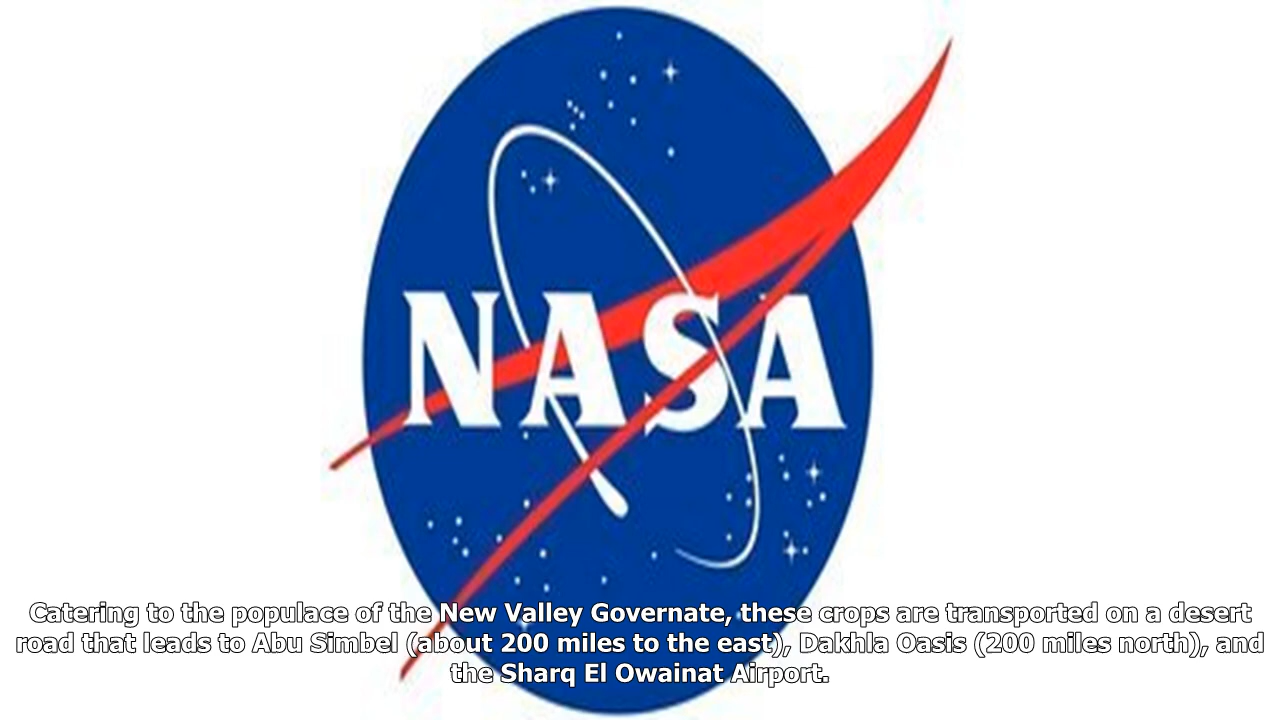 NASA
Catering to the populace of the New Valley Governate, these crops are transported on a desert
road that leads to Abu Simbel (about 200 miles to the east), Dakhla Oasis (200 miles north), and
the Sharq El Owainat Airport.